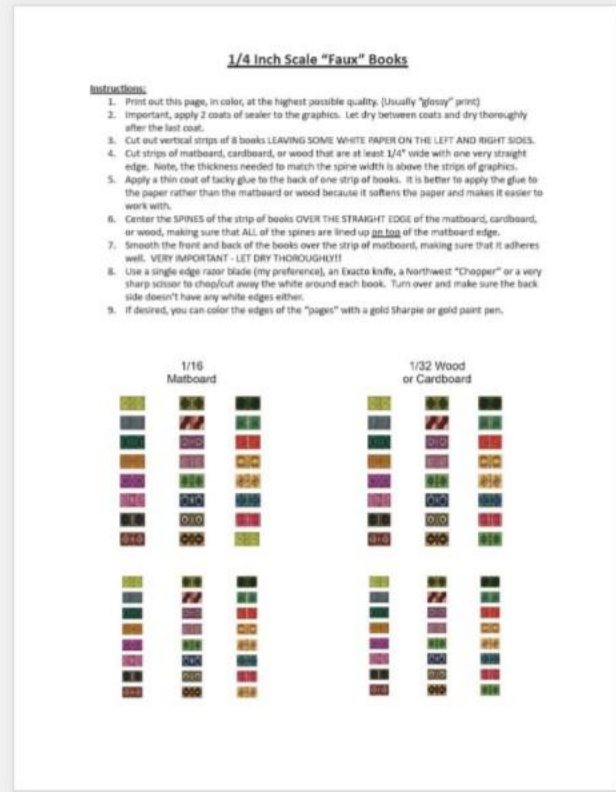 1/4 Inch Scale "Faux" Books
Instructions:
1. Print out this page, in color, at the highest possible quality. (Usually "glossy" print)
2. Important, apply 2 coats of sealer to the graphics. Let dry between coats and dry thoroughly
after the last coat.
3. Cut out vertical strips of 8 books LEAVING SOME WHITE PAPER ON THE LEFT AND RIGHT SIDES.
4. Cut strips of matboard, cardboard, or wood that are at least 1/4" wide with one very straight
edge. Note, the thickness needed to match the spine width is above the strips of graphics.
5. Apply a thin coat of tacky glue to the back of one strip of books. It is better to apply the glue to
the paper rather than the matboard or wood because it softens the paper and makes it easier to
work with.
6. Center the SPINES of the strip of books OVER THE STRAIGHT EDGE of the matboard, cardboard,
or wood, making sure that ALL of the spines are lined up on top of the matboard edge.
7. Smooth the front and back of the books over the strip of matboard, making sure that it adheres
well. VERY IMPORTANT - LET DRY THOROUGHLY!!
8. Use a single edge razor blade (my preference), an Exacto knife, a Northwest "Chopper" or a very
sharp scissor to chop/cut away the white around each book. Turn over and make sure the back
side doesn't have any white edges either.
9. If desired, you can color the edges of the "pages" with a gold Sharpie or gold paint pen.
1/16
Matboard
1/32 Wood
or Cardboard